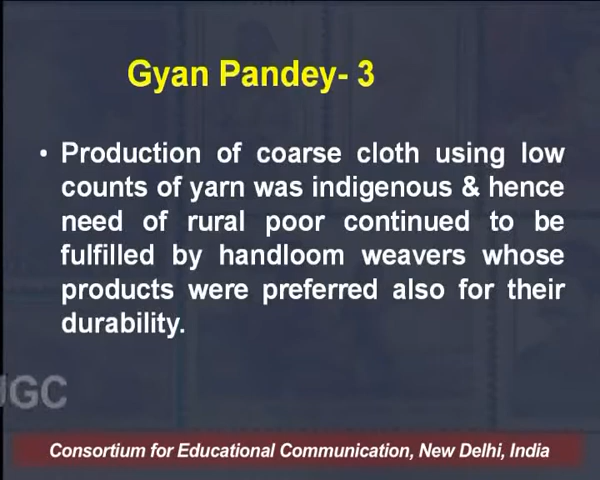 Gyan Pandey- 3
• Production of coarse cloth using low
counts of yarn was indigenous & hence
need of rural poor continued to be
fulfilled by handloom weavers whose
products were preferred also for their
durability.
UGC
Consortium for Educational Communication, New Delhi, India